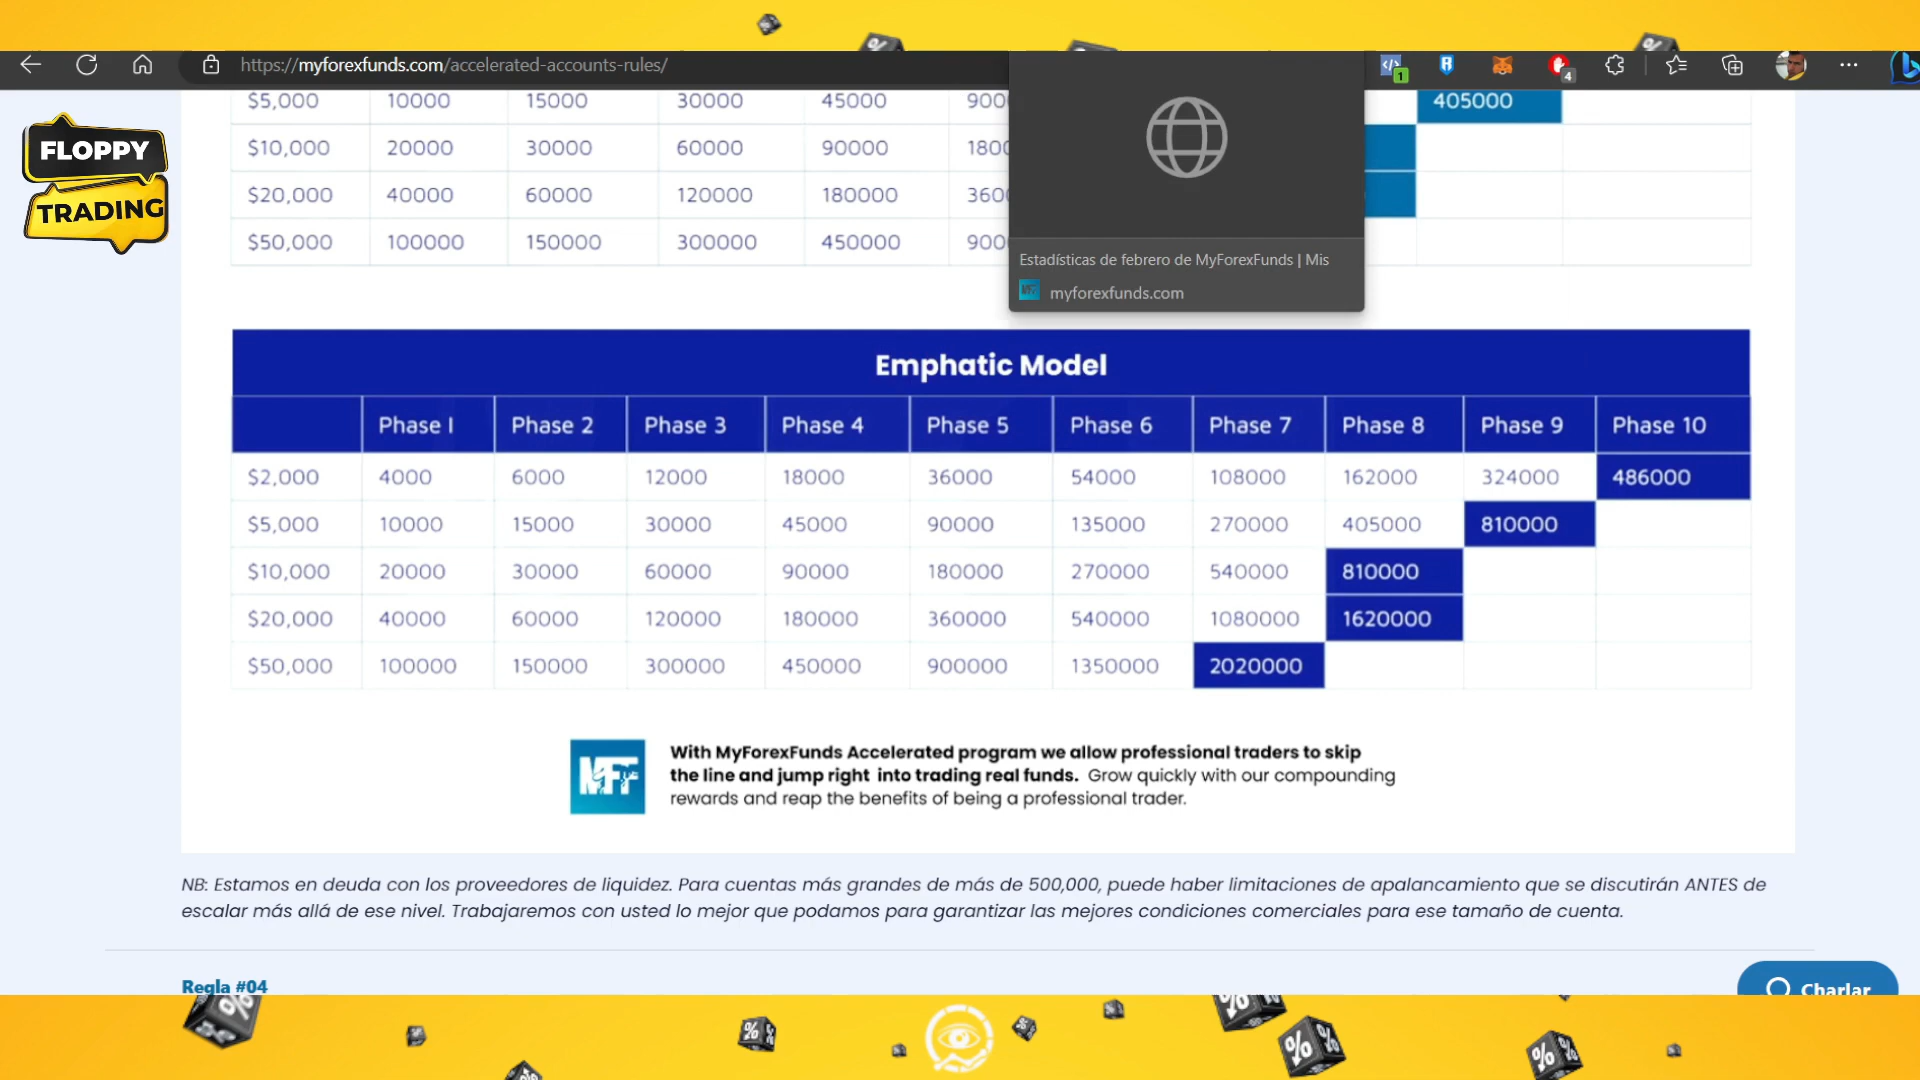 https://myforexfunds.com/accelerated-accounts-rules/
1
4
FLOPPY
TRADING
$5,000 10000 15000 30000 45000 405000
$10,000 20000 30000 60000 90000
$20,000 40000 60000 120000 180000
$50,000 100000 150000 300000 450000
Estadísticas de febrero de MyForexFunds | Mis
MFF myforexfunds.com
Emphatic Model
Phase 1 Phase 2 Phase 3 Phase 4 Phase 5 Phase 6 Phase 7 Phase 8 Phase 9 Phase 10
$2,000 4000 6000 12000 18000 36000 54000 108000 162000 324000 486000
$5,000 10000 15000 30000 45000 90000 135000 270000 405000 810000
$10,000 20000 30000 60000 90000 180000 270000 540000 810000
$20,000 40000 60000 120000 180000 360000 540000 1080000 1620000
$50,000 100000 150000 300000 450000 900000 1350000 2020000
MFF
With MyForexFunds Accelerated program we allow professional traders to skip
the line and jump right into trading real funds. Grow quickly with our compounding
rewards and reap the benefits of being a professional trader.
NB: Estamos en deuda con los proveedores de liquidez. Para cuentas más grandes de más de 500,000, puede haber limitaciones de apalancamiento que se discutirán ANTES de
escalar más allá de ese nivel. Trabajaremos con usted lo mejor que podamos para garantizar las mejores condiciones comerciales para ese tamaño de cuenta.
Regla #04
Charlar